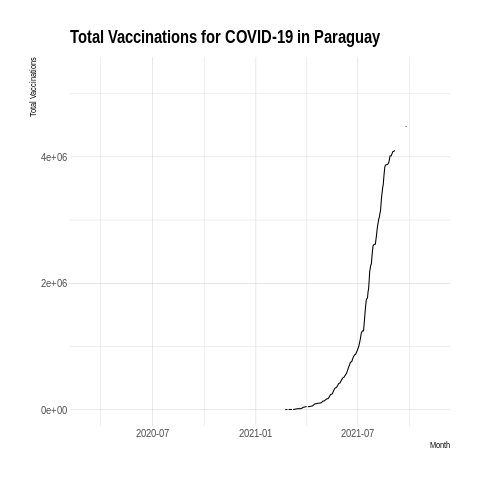 Total Vaccinations for COVID-19 in Paraguay
Total Vaccinations
4e+06
2e+06
0e+00
2020-07 2021-01 2021-07
Month